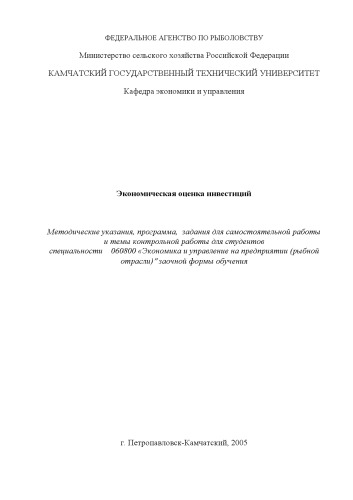 ФЕДЕРАЛЬНОЕ АГЕНСТВО ПО РЫБОЛОВСТВУ
Министерство сельского хозяйства Российской Федерации
КАМЧАТСКИЙ ГОСУДАРСТВЕННЫЙ ТЕХНИЧЕСКИЙ УНИВЕРСИТЕТ
Кафедра экономики и управления
Экономическая оценка инвестиций
Методические указания, программа, задания для самостоятельной работы
и темы контрольной работы для студентов
специальности 060800 «Экономика и управление на предприятии (рыбной
отрасли)" заочной формы обучения
г. Петропавловск-Камчатский, 2005